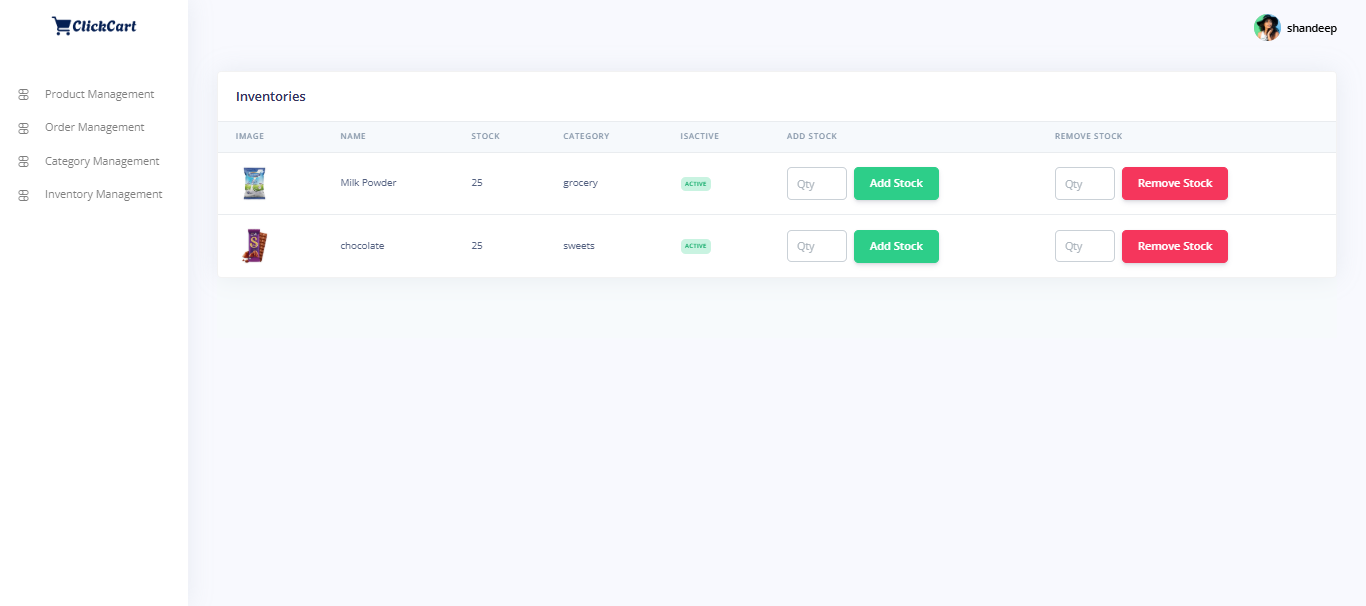 ClickCart
shandeep
Product Management
Order Management
Category Management
Inventory Management
Inventories
IMAGE NAME STOCK CATEGORY ISACTIVE ADD STOCK REMOVE STOCK
Milk Powder 25 grocery ACTIVE Qty Add Stock Qty Remove Stock
chocolate 25 sweets ACTIVE Qty Add Stock Qty Remove Stock